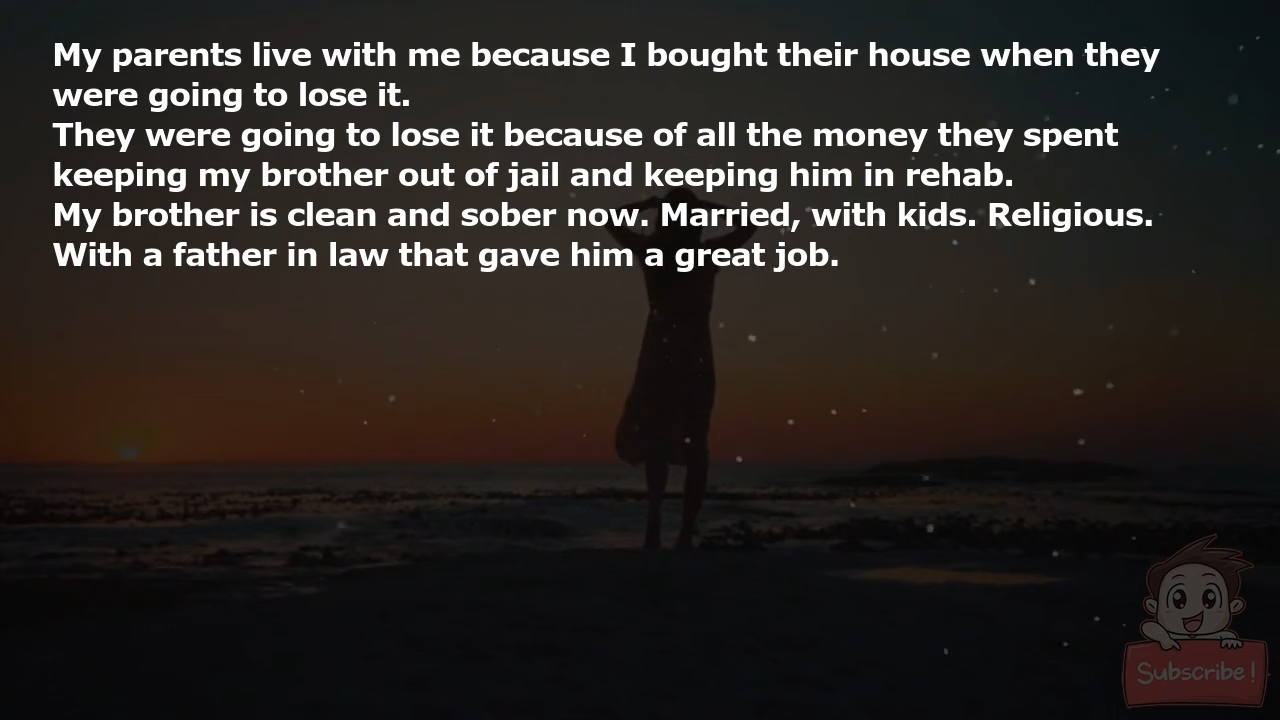 My parents live with me because I bought their house when they
were going to lose it.
They were going to lose it because of all the money they spent
keeping my brother out of jail and keeping him in rehab.
My brother is clean and sober now. Married, with kids. Religious.
With a father in law that gave him a great job.
Subscribe!